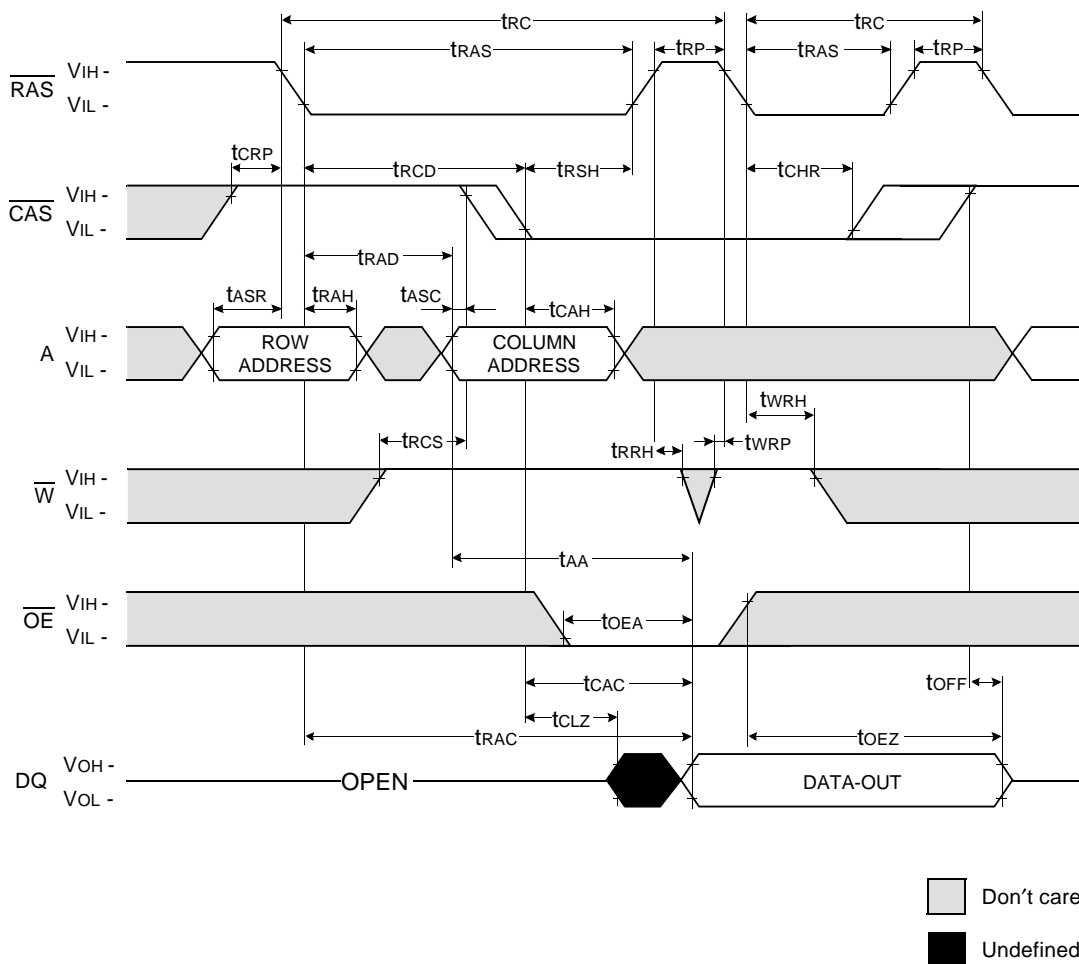 tRC tRC
tRAS tRP tRAS tRP
RAS VIH -
VIL -
tCRP tRCD tRSH tCHR
CAS VIH -
VIL -
tRAD
tASR tRAH tASC tCAH
A VIH -
VIL -
ROW ADDRESS
COLUMN ADDRESS
tWRH
tRCS tRRH tWRP
W VIH -
VIL -
tAA
OE VIH -
VIL -
tOEA
tCAC tOFF
tCLZ
tRAC tOEZ
DQ VOH -
VOL -
OPEN DATA-OUT
Don't care
Undefined